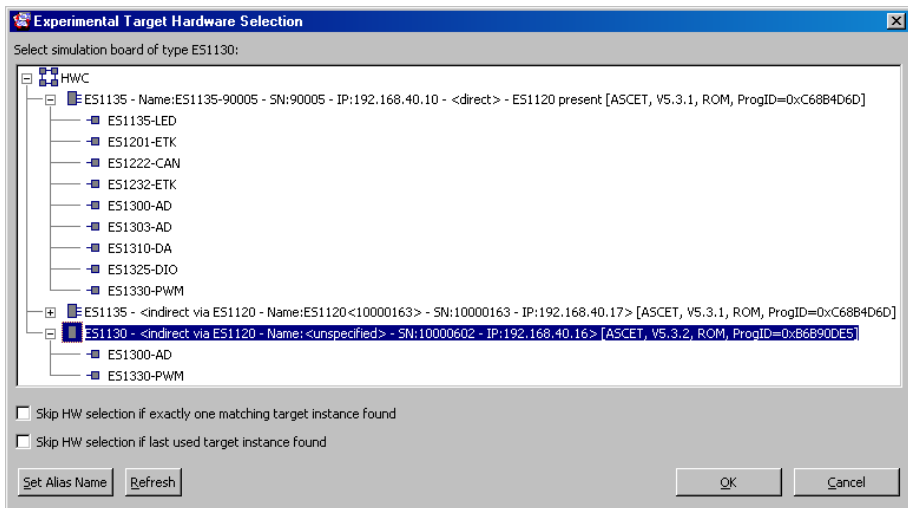 Experimental Target Hardware Selection
Select simulation board of type ES1130:
HWC
ES1135 - Name:ES1135-90005 - SN:90005 - IP:192.168.40.10 - <direct> - ES1120 present [ASCET, V5.3.1, ROM, ProgID=0xC68B4D6D]
ES1135-LED
ES1201-ETK
ES1222-CAN
ES1232-ETK
ES1300-AD
ES1303-AD
ES1310-DA
ES1325-DIO
ES1330-PWM
ES1135 - <indirect via ES1120 - Name:ES1120<10000163> - SN:10000163 - IP:192.168.40.17> [ASCET, V5.3.1, ROM, ProgID=0xC68B4D6D]
ES1130 - <indirect via ES1120 - Name:<unspecified> - SN:10000602 - IP:192.168.40.16> [ASCET, V5.3.2, ROM, ProgID=0xB6B90DE5]
ES1300-AD
ES1330-PWM
Skip HW selection if exactly one matching target instance found
Skip HW selection if last used target instance found
Set Alias Name Refresh OK Cancel